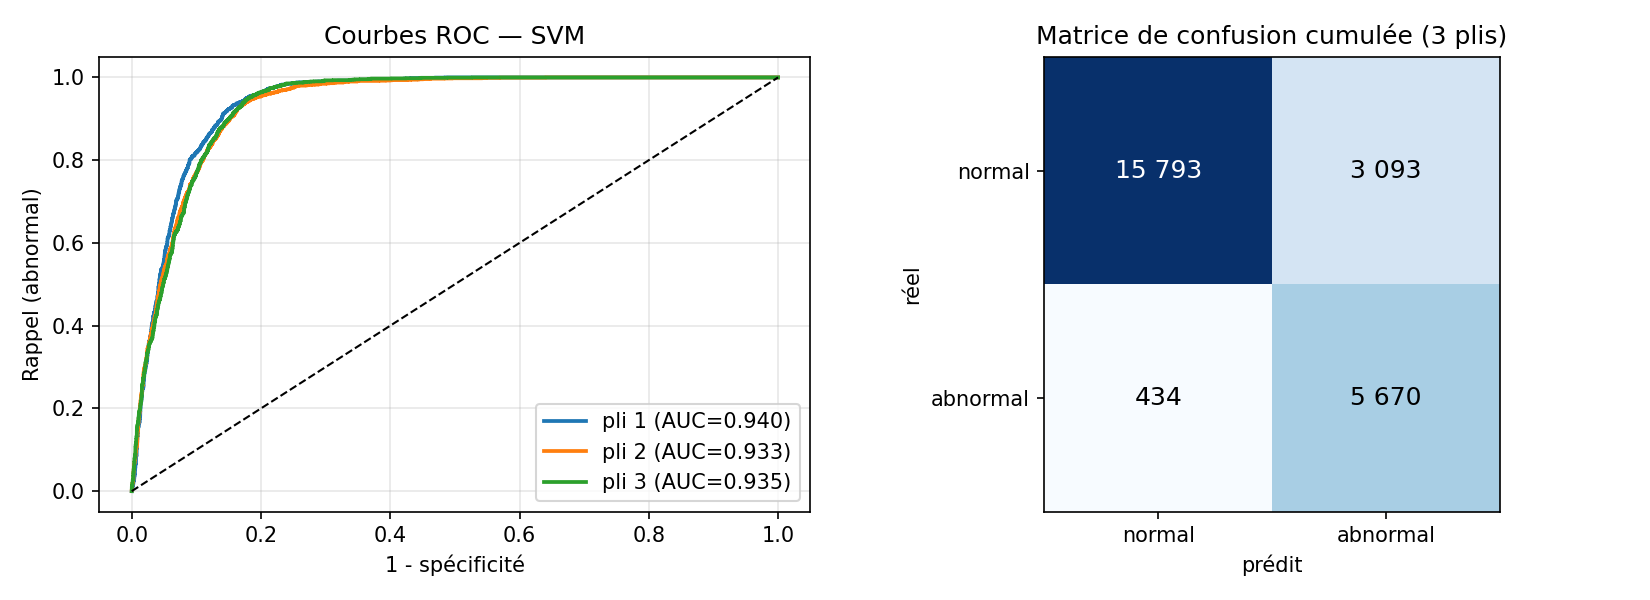 Courbes ROC — SVM
Rappel (abnormal)
1.0
0.8
0.6
0.4
0.2
0.0
0.0 0.2 0.4 0.6 0.8 1.0
1 - spécificité
pli 1 (AUC=0.940)
pli 2 (AUC=0.933)
pli 3 (AUC=0.935)
Matrice de confusion cumulée (3 plis)
réel
normal 15 793 3 093
abnormal 434 5 670
normal abnormal
prédit